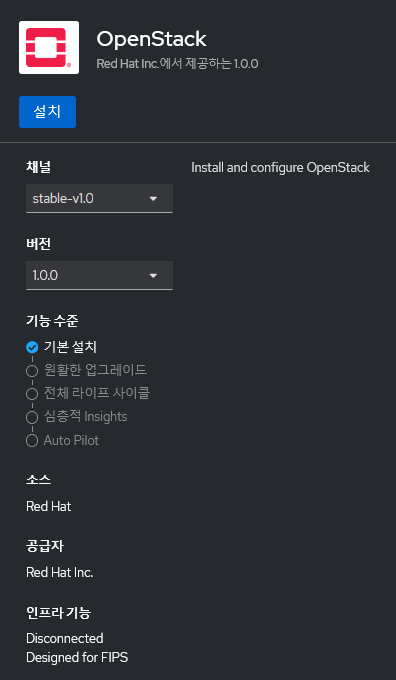 OpenStack
Red Hat Inc.에서 제공하는 1.0.0
설치
채널
Install and configure OpenStack
stable-v1.0
버전
1.0.0
기능 수준
기본 설치
원활한 업그레이드
전체 라이프 사이클
심층적 Insights
Auto Pilot
소스
Red Hat
공급자
Red Hat Inc.
인프라 기능
Disconnected
Designed for FIPS